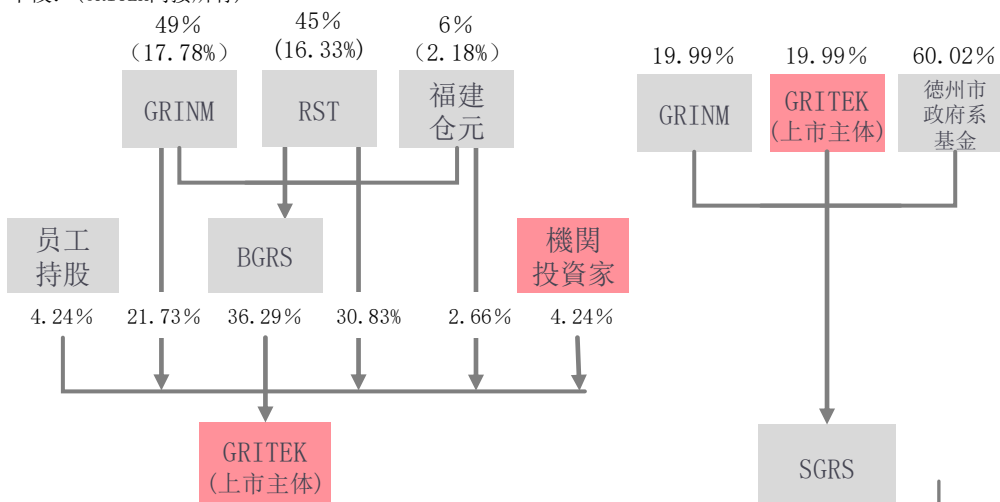 49%
(17.78%)
45%
(16.33%)
6%
(2.18%)
GRINM
RST
福建
仓元
员工
持股
BGRS
機関
投資家
4.24%
21.73%
36.29%
30.83%
2.66%
4.24%
GRITEK
(上市主体)
19.99%
19.99%
60.02%
GRINM
GRITEK
(上市主体)
徳州市
政府系
基金
SGRS